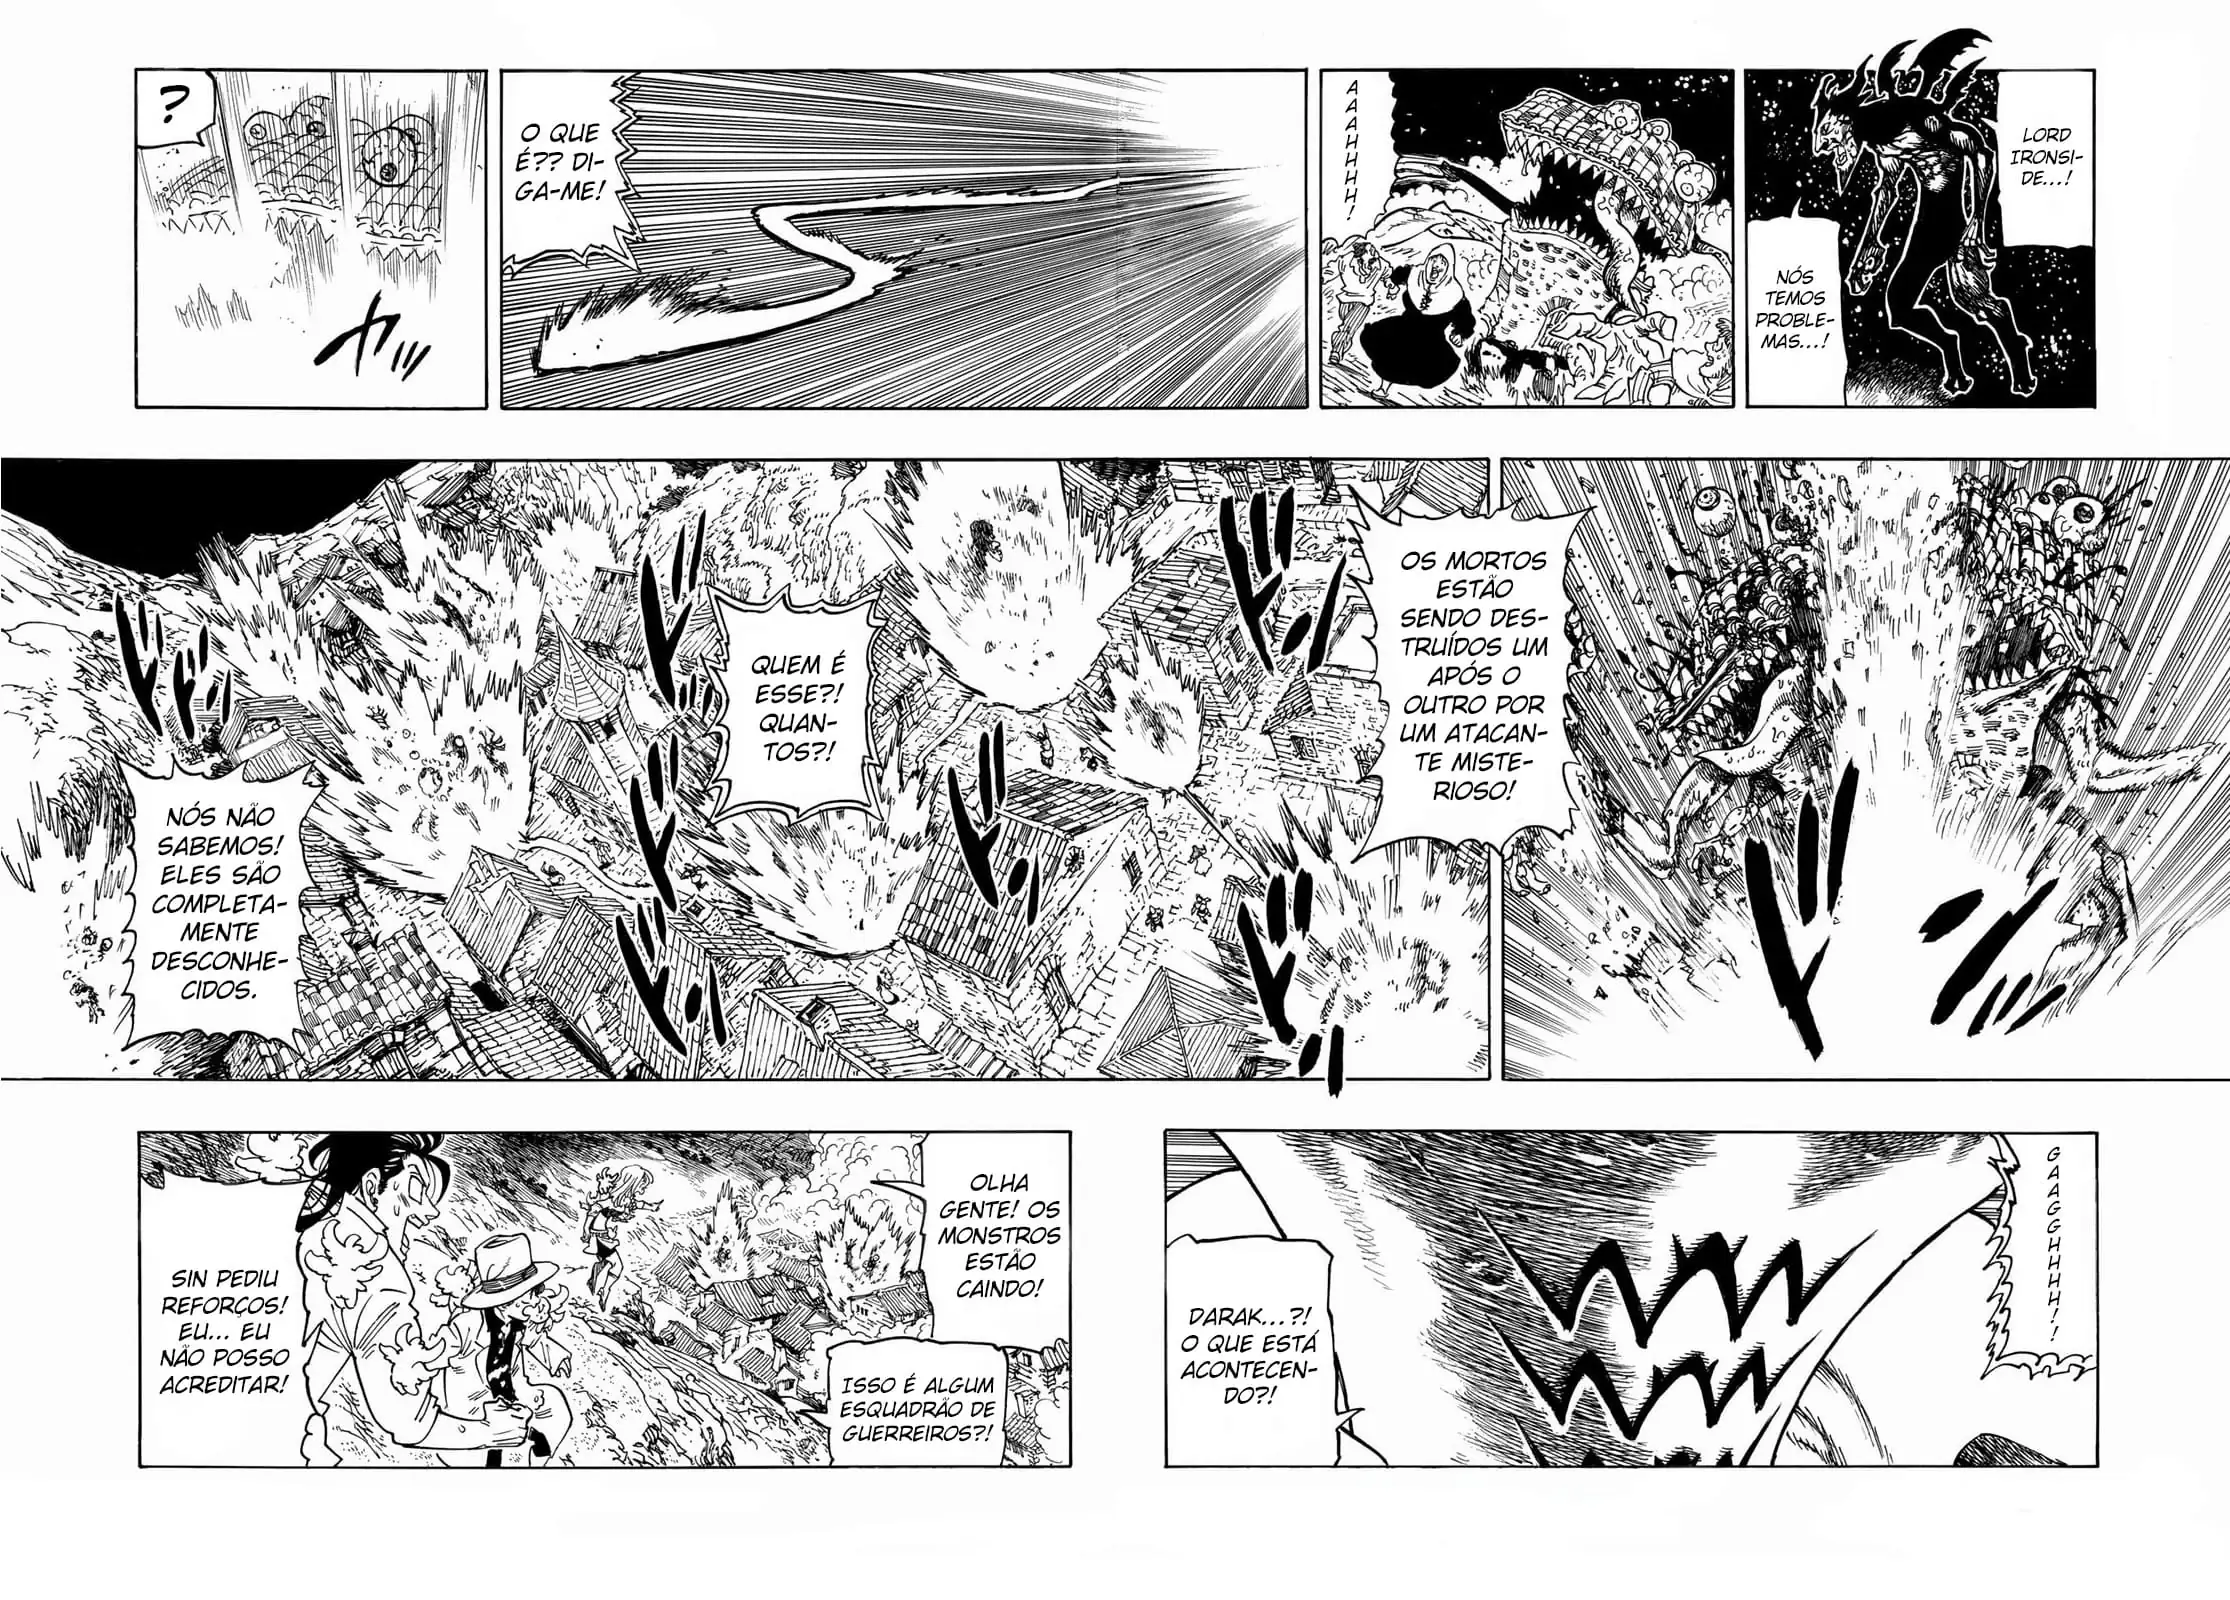 LORD
IRONSI-
DE...!
NÓS
TEMOS
PROBLE-
MAS...!
AAAHHHHH!
O QUE
É?? DI-
GA-ME!
?
ドッ
OS MORTOS
ESTÃO
SENDO DES-
TRUÍDOS UM
APÓS O
OUTRO POR
UM ATACAN-
TE MISTE-
RIOSO!
QUEM É
ESSE?!
QUAN-
TOS?!
NÓS NÃO
SABEMOS!
ELES SÃO
COMPLETA-
MENTE
DESCONHE-
CIDOS.
GAAGGHHHH!!
DARAK...?!
O QUE ESTÁ
ACONTECEN-
DO?!
OLHA
GENTE! OS
MONSTROS
ESTÃO
CAINDO!
ISSO É ALGUM
ESQUADRÃO DE
GUERREIROS?!
SIN PEDIU
REFORÇOS!
EU... EU
NÃO POSSO
ACREDITAR!